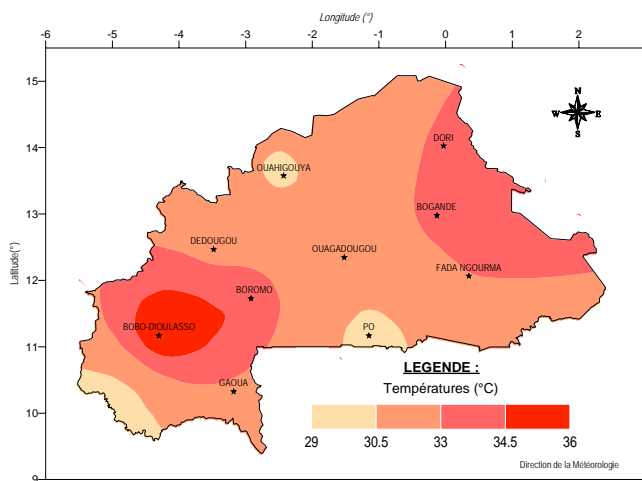 Longitude (°)
-6 -5 -4 -3 -2 -1 0 1 2
15
N
W E
S
DORI
14
OUAHIGOUYA
BOGANDE
13
DEDOUGOU
OUAGADOUGOU
Latitude(°)
FADA NGOURMA
12
BOROMO
BOBO-DIOULASSO
PO
11
LEGENDE :
GAOUA
Températures (°C)
10
29 30.5 33 34.5 36
Direction de la Météorologie
9